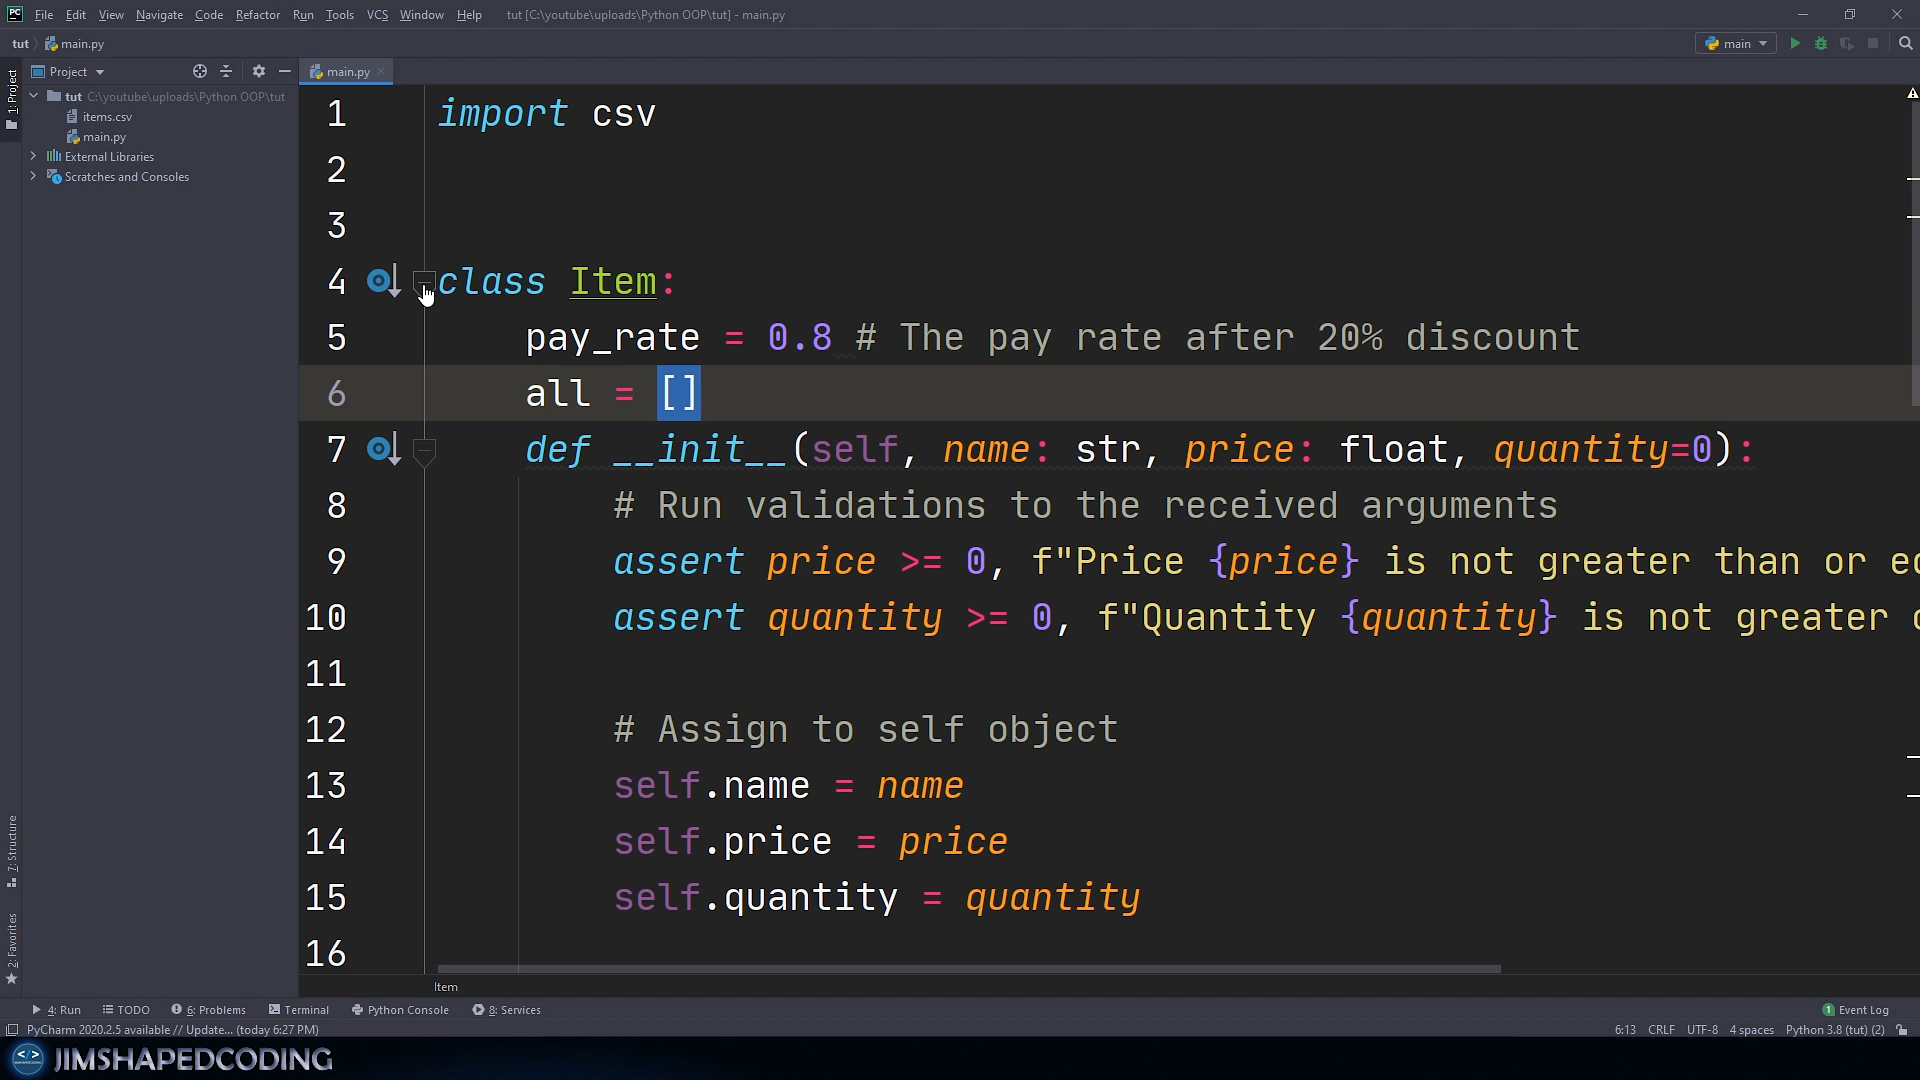 PC File Edit View Navigate Code Refactor Run Tools VCS Window Help tut [C:\youtube\uploads\Python OOP\tut] - main.py
tut main.py main
1: Project
Project main.py
tut C:\youtube\uploads\Python OOP\tut
items.csv
main.py
External Libraries
Scratches and Consoles
1 import csv
2
3
4 class Item:
5 pay_rate = 0.8 # The pay rate after 20% discount
6 all = []
7 def __init__(self, name: str, price: float, quantity=0):
8 # Run validations to the received arguments
9 assert price >= 0, f"Price {price} is not greater than or
10 assert quantity >= 0, f"Quantity {quantity} is not greater
11
12 # Assign to self object
13 self.name = name
14 self.price = price
15 self.quantity = quantity
16
7: Structure
2: Favorites
Item
4: Run TODO 6: Problems Terminal Python Console 8: Services 1 Event Log
PyCharm 2020.2.5 available // Update... (today 6:27 PM) 6:13 CRLF UTF-8 4 spaces Python 3.8 (tut) (2)
</> JIMSHAPEDCODING